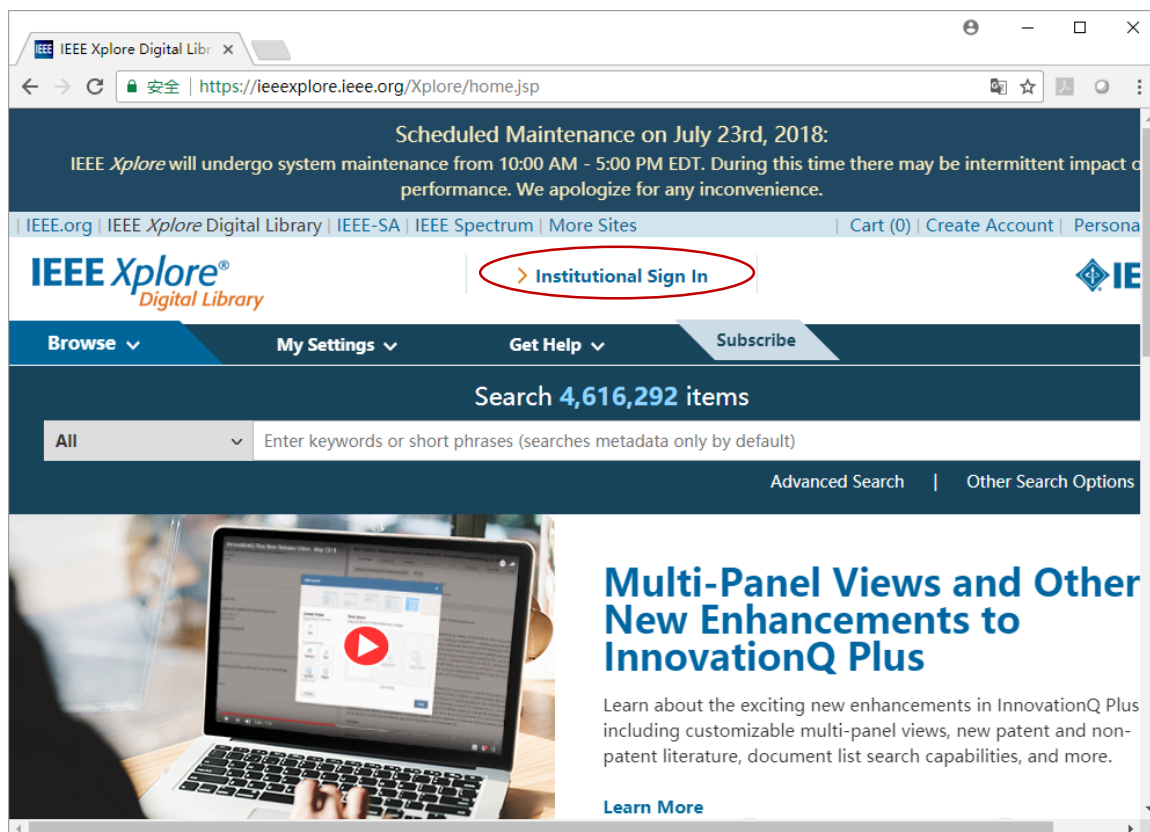 IEEE Xplore Digital Libr
安全 | https://ieeexplore.ieee.org/Xplore/home.jsp
Scheduled Maintenance on July 23rd, 2018:
IEEE Xplore will undergo system maintenance from 10:00 AM - 5:00 PM EDT. During this time there may be intermittent impact o
performance. We apologize for any inconvenience.
| IEEE.org | IEEE Xplore Digital Library | IEEE-SA | IEEE Spectrum | More Sites | Cart (0) | Create Account | Persona
IEEE Xplore®
Digital Library
> Institutional Sign In
IE
Browse My Settings Get Help Subscribe
Search 4,616,292 items
All Enter keywords or short phrases (searches metadata only by default)
Advanced Search | Other Search Options
Multi-Panel Views and Other
New Enhancements to
InnovationQ Plus
Learn about the exciting new enhancements in InnovationQ Plus
including customizable multi-panel views, new patent and non-
patent literature, document list search capabilities, and more.
Learn More